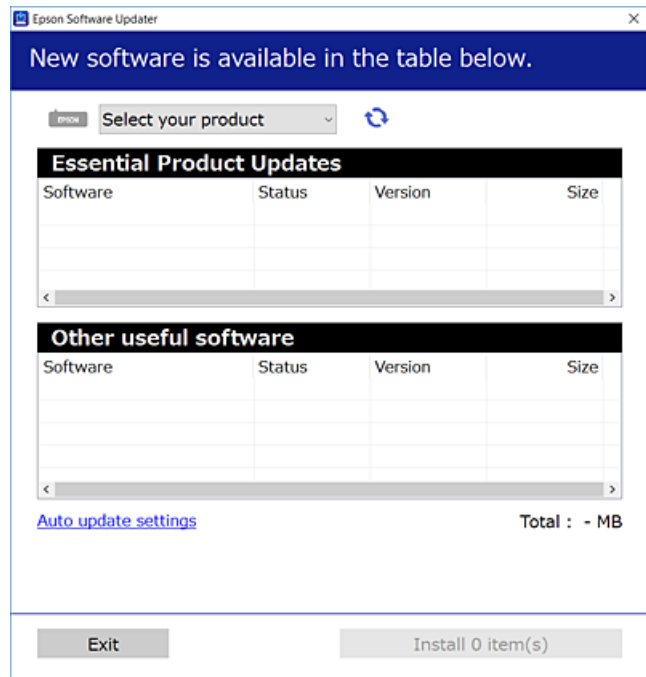 Epson Software Updater
New software is available in the table below.
EPSON Select your product
Essential Product Updates
Software Status Version Size
Other useful software
Software Status Version Size
Auto update settings Total : - MB
Exit Install 0 item(s)